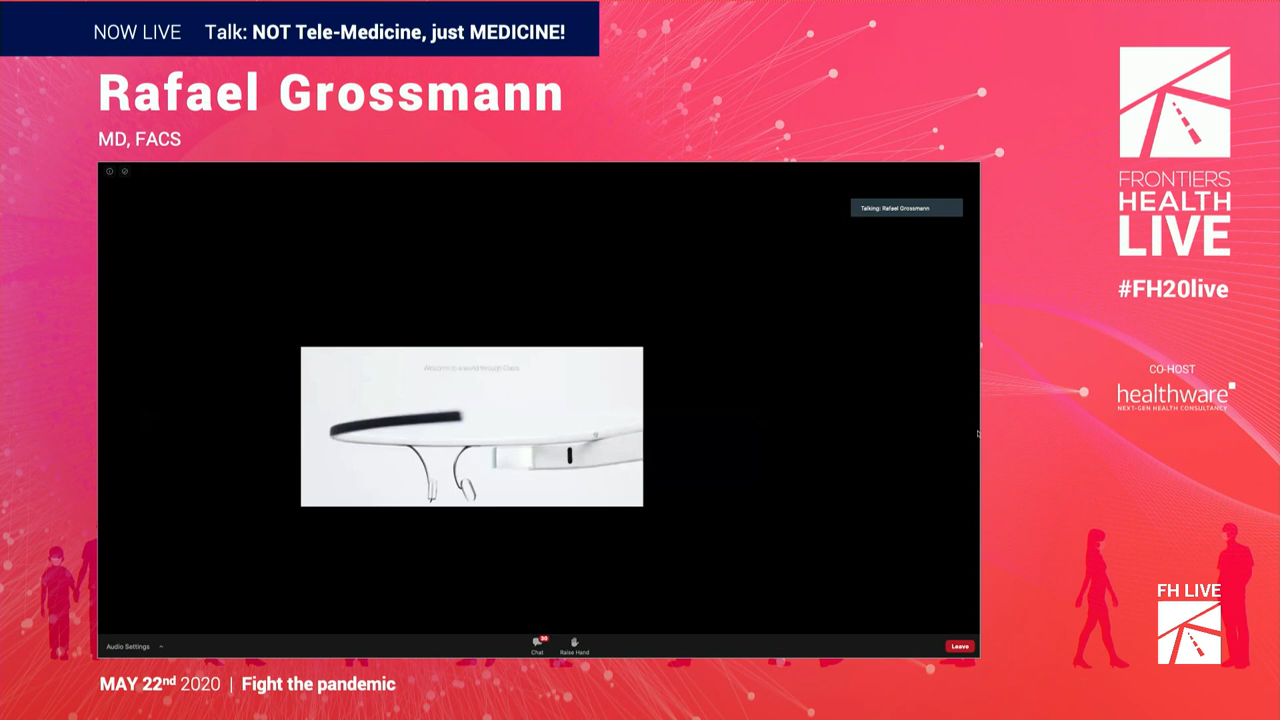 NOW LIVE Talk: NOT Tele-Medicine, just MEDICINE!
Rafael Grossmann
MD, FACS
Talking: Rafael Grossmann
through
Audio Settings
30
Chat
Raise Hand
Leave
MAY 22nd 2020 | Fight the pandemic
FRONTIERS
HEALTH
LIVE
#FH20live
CO-HOST
healthware
NEXT-GEN HEALTH CONSULTANCY
FH LIVE